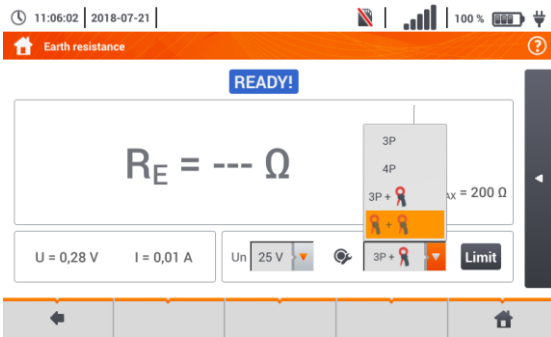 11:06:02 2018-07-21 100 %
Earth resistance ?
READY!
3P
4P
3P +
+
RE = --- Ω
AX = 200 Ω
U = 0,28 V I = 0,01 A Un 25 V 3P + Limit